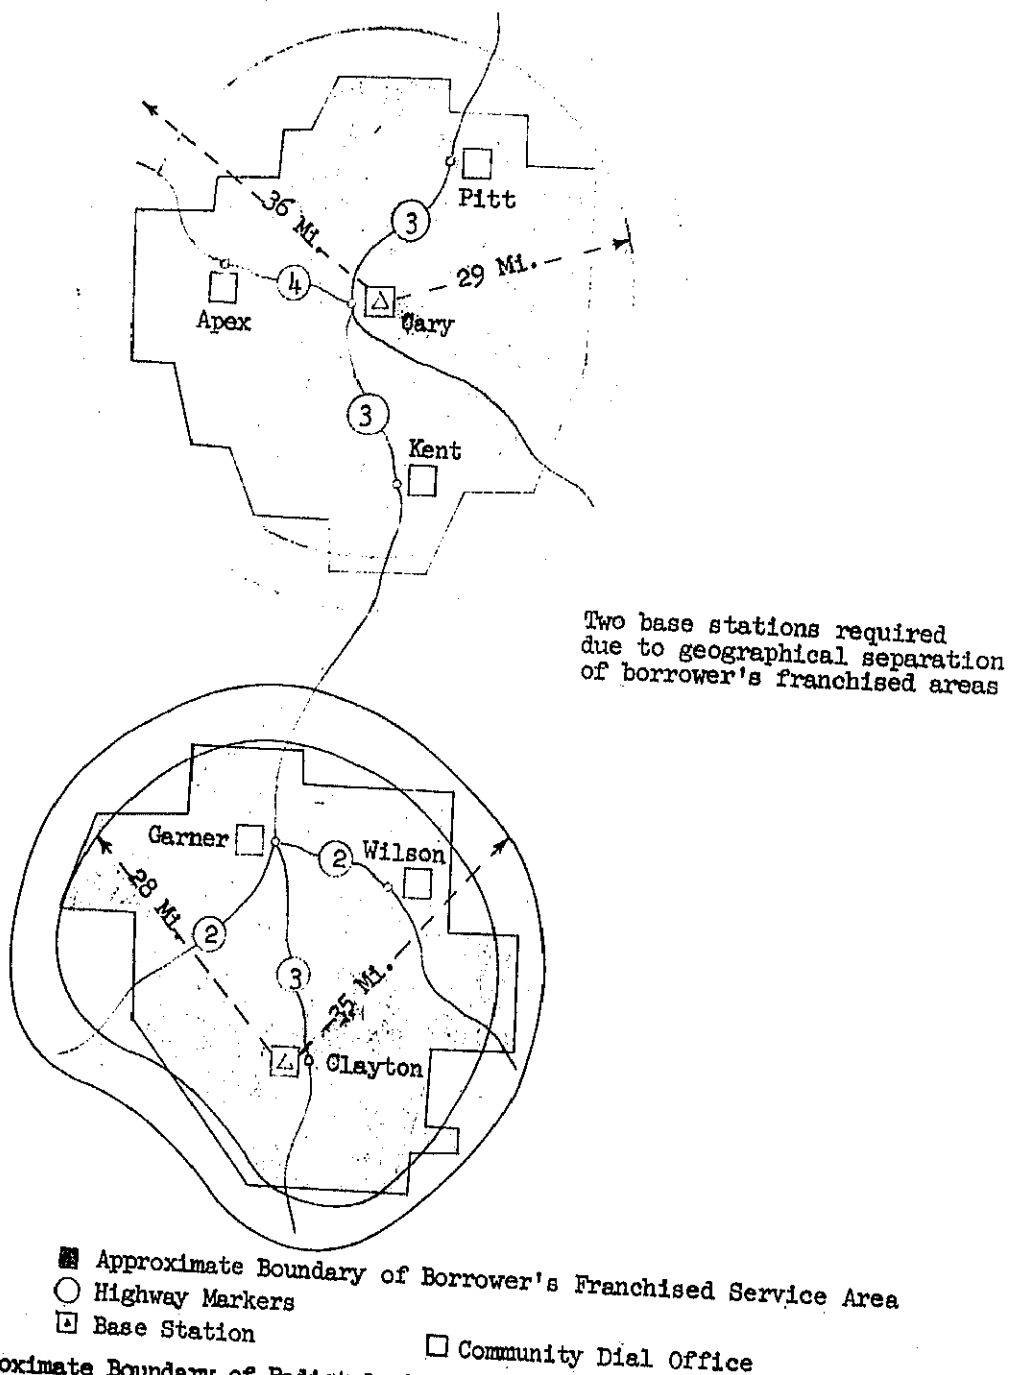 Pitt
36 Mi.
3
29 Mi.
4
Apex
Cary
3
Kent
Two base stations required
due to geographical separation
of borrower's franchised areas
Garner
2
Wilson
28 Mi.
2
3
35 Mi.
Clayton
Approximate Boundary of Borrower's Franchised Service Area
Highway Markers
Base Station
Community Dial Office
Boundary of